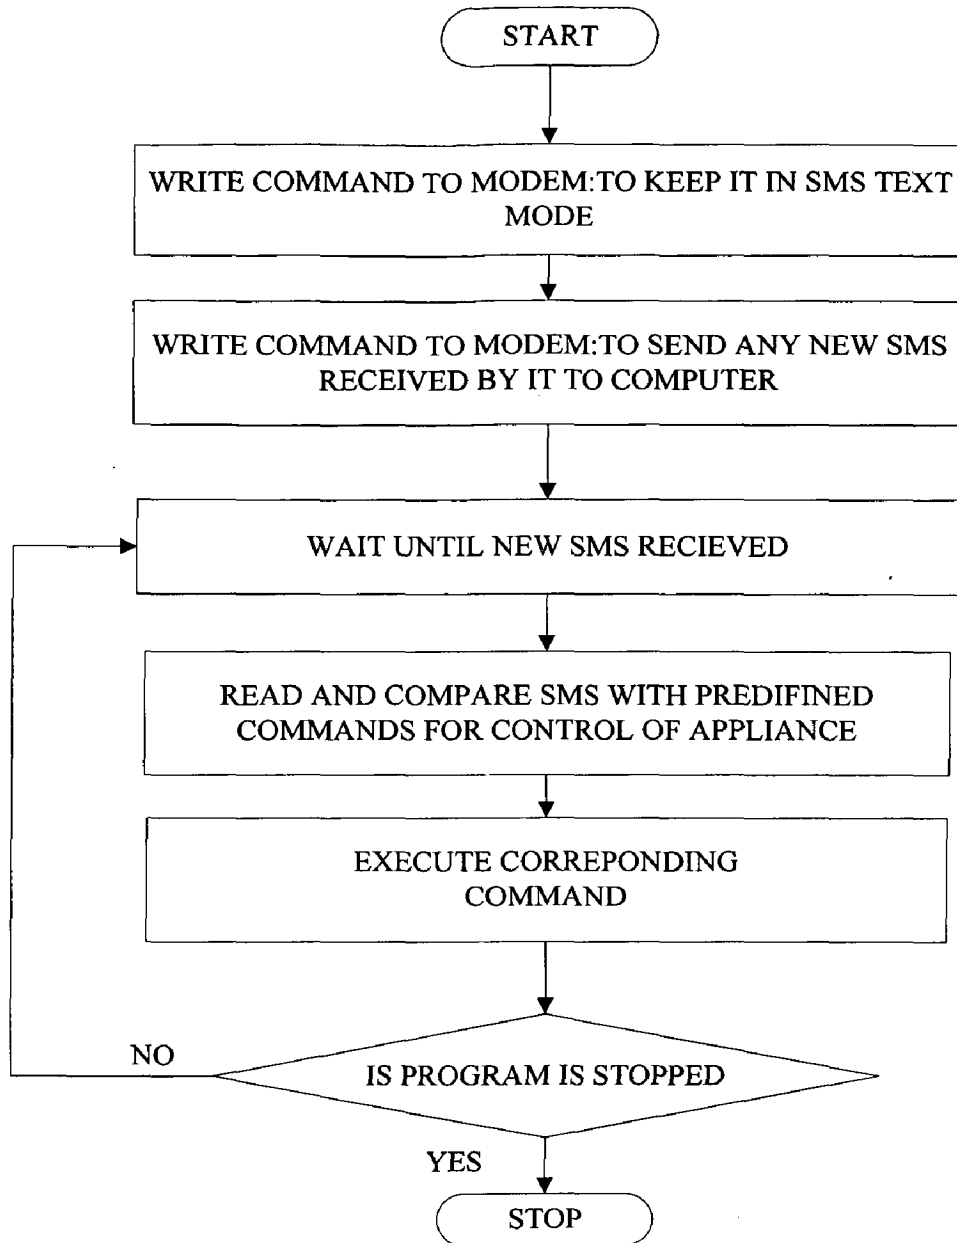 START
WRITE COMMAND TO MODEM:TO KEEP IT IN SMS TEXT
MODE
WRITE COMMAND TO MODEM:TO SEND ANY NEW SMS
RECEIVED BY IT TO COMPUTER
WAIT UNTIL NEW SMS RECIEVED
READ AND COMPARE SMS WITH PREDIFINED
COMMANDS FOR CONTROL OF APPLIANCE
EXECUTE CORREPONDING
COMMAND
NO
IS PROGRAM IS STOPPED
YES
STOP